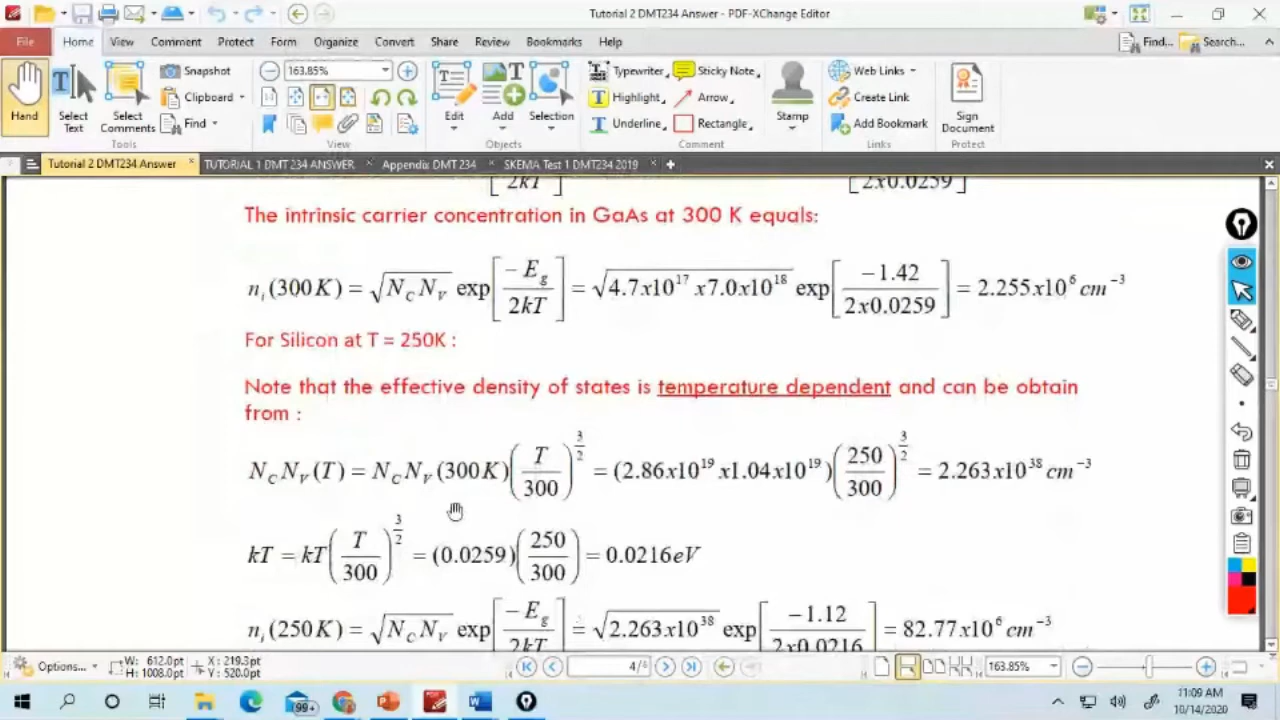 Tutorial 2 DMT234 Answer - PDF-XChange Editor
File Home View Comment Protect Form Organize Convert Share Review Bookmarks Help Find... Search...
Hand
Select Text
Select Comments
Snapshot
Clipboard
Find
Tools
163.85%
View
Edit
Add
Selection
Objects
Typewriter
Highlight
Underline
Sticky Note
Arrow
Rectangle
Comment
Stamp
Web Links
Create Link
Add Bookmark
Links
Sign Document
Protect
Tutorial 2 DMT234 Answer × TUTORIAL 1 DMT 234 ANSWER × Appendix DMT 234 × SKEMA Test 1 DMT234 2019 ×
[2kT] [2x0.0259]
The intrinsic carrier concentration in GaAs at 300 K equals:
n_i(300K) = √(N_C N_V) exp[−E_g/2kT] = √(4.7x10^17 x7.0x10^18) exp[−1.42/2x0.0259] = 2.255x10^6 cm^−3
For Silicon at T = 250K :
Note that the effective density of states is temperature dependent and can be obtain
from :
N_C N_V(T) = N_C N_V(300K)(T/300)^(3/2) = (2.86x10^19 x1.04x10^19)(250/300)^(3/2) = 2.263x10^38 cm^−3
kT = kT(T/300)^(3/2) = (0.0259)(250/300) = 0.0216eV
n_i(250K) = √(N_C N_V) exp[−E_g/2kT] = √(2.263x10^38) exp[−1.12/2x0.0216] = 82.77x10^6 cm^−3
Options... W: 612.0pt X: 219.3pt 4/6 163.85%
H: 1008.0pt Y: 520.0pt
99+
11:09 AM
10/14/2020